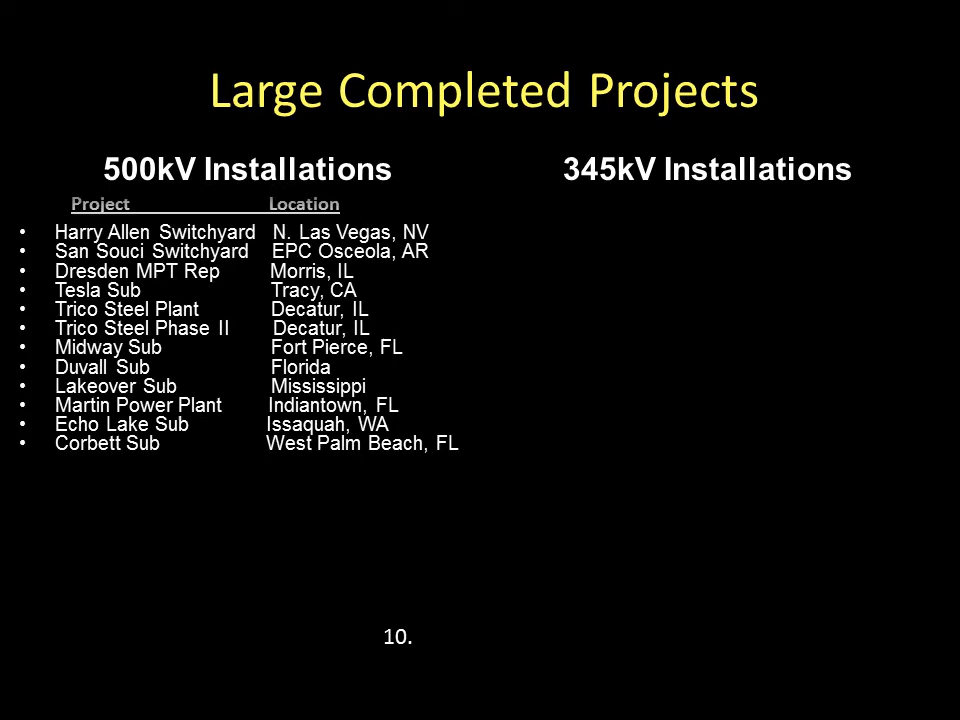 Large Completed Projects
500kV Installations
Project Location
• Harry Allen Switchyard N. Las Vegas, NV
• San Souci Switchyard EPC Osceola, AR
• Dresden MPT Rep Morris, IL
• Tesla Sub Tracy, CA
• Trico Steel Plant Decatur, IL
• Trico Steel Phase II Decatur, IL
• Midway Sub Fort Pierce, FL
• Duvall Sub Florida
• Lakeover Sub Mississippi
• Martin Power Plant Indiantown, FL
• Echo Lake Sub Issaquah, WA
• Corbett Sub West Palm Beach, FL
345kV Installations
10.